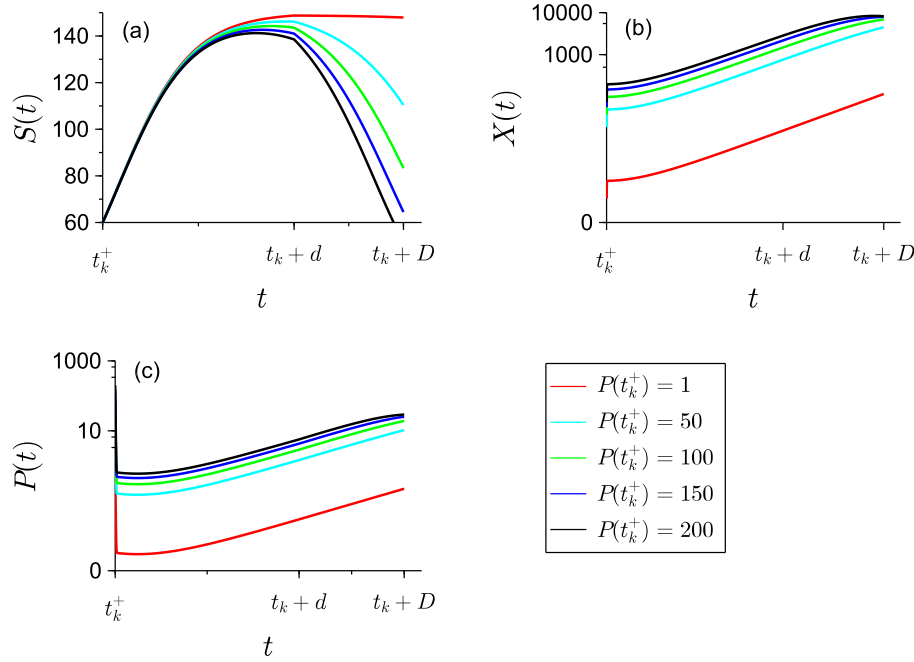 (a)
S(t)
140
120
100
80
60
t_k^+
t_k + d
t_k + D
t
(b)
X(t)
10000
1000
0
t_k^+
t_k + d
t_k + D
t
(c)
P(t)
1000
10
0
t_k^+
t_k + d
t_k + D
t
P(t_k^+) = 1
P(t_k^+) = 50
P(t_k^+) = 100
P(t_k^+) = 150
P(t_k^+) = 200